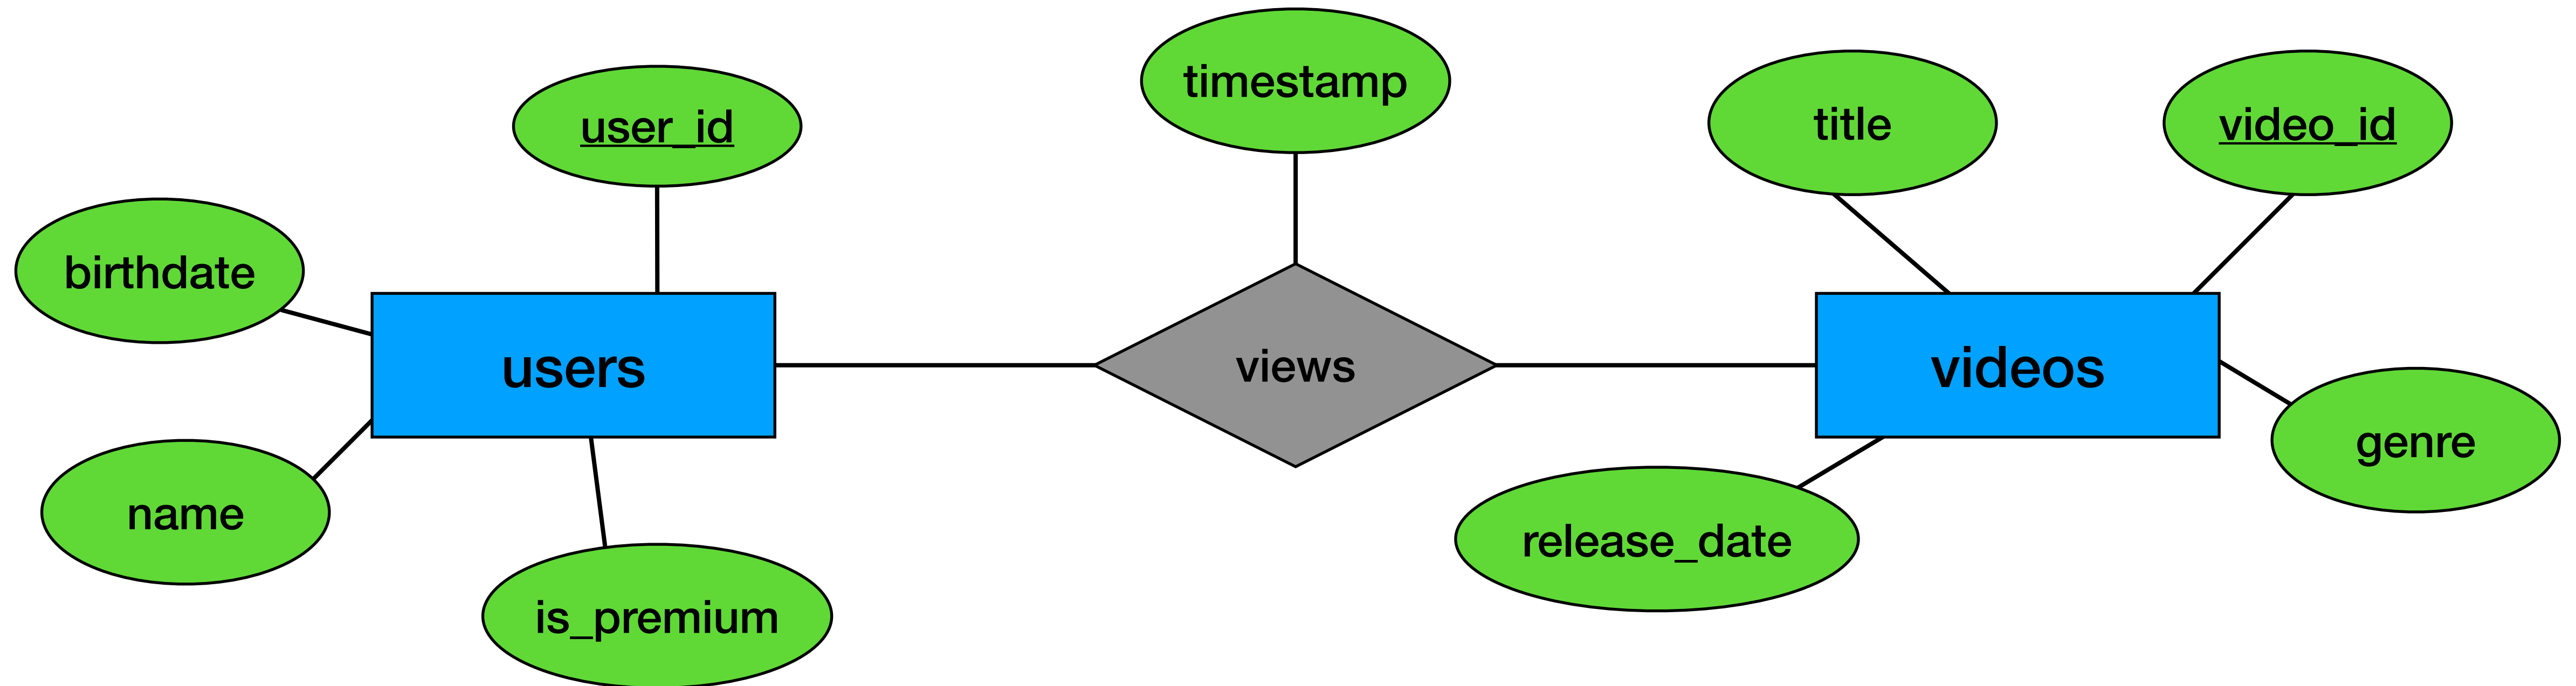 timestamp
title
video_id
user_id
birthdate
users
views
videos
genre
name
release_date
is_premium